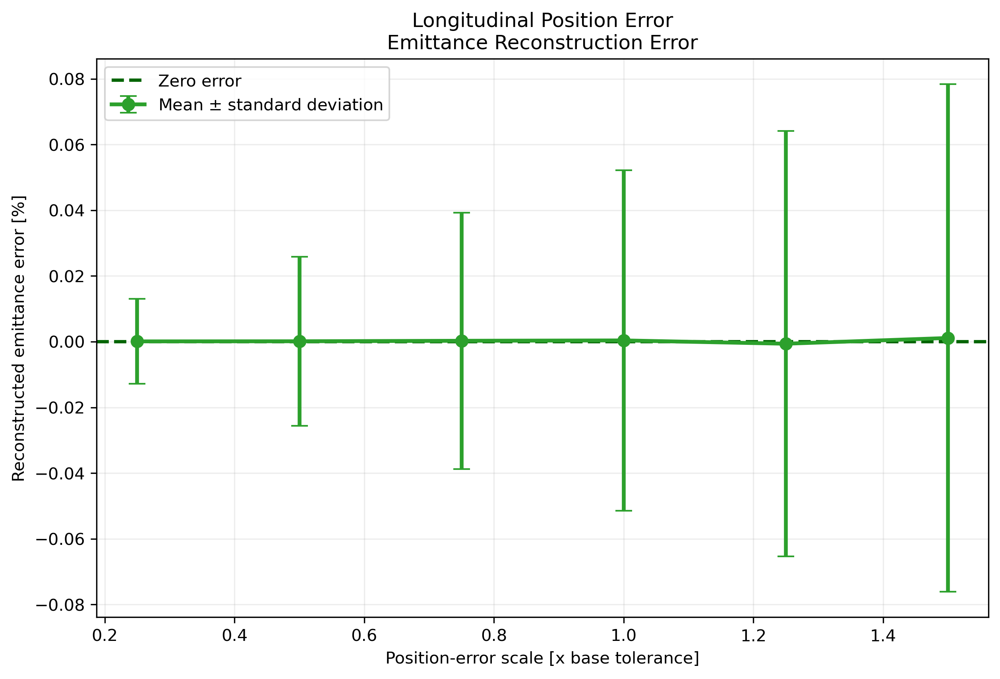 Longitudinal Position Error
Emittance Reconstruction Error
Zero error
Mean ± standard deviation
Reconstructed emittance error [%]
0.08
0.06
0.04
0.02
0.00
−0.02
−0.04
−0.06
−0.08
0.2 0.4 0.6 0.8 1.0 1.2 1.4
Position-error scale [x base tolerance]